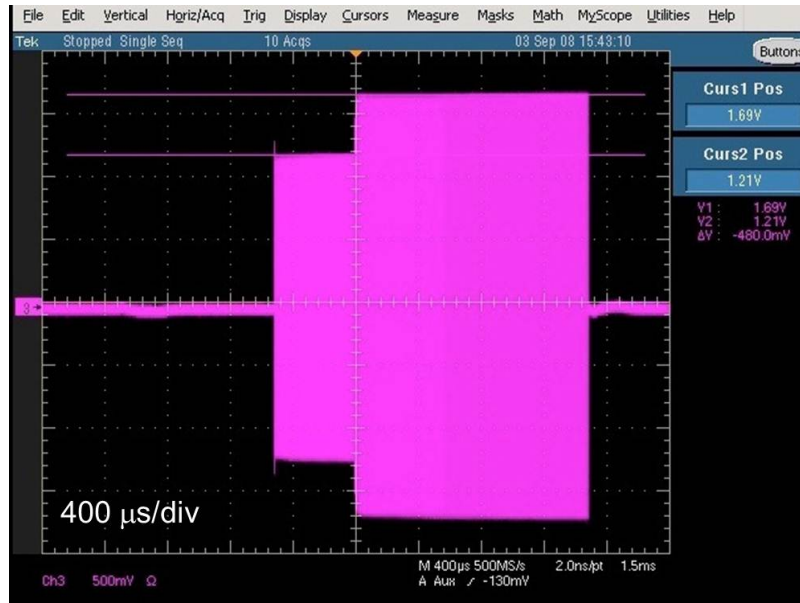 File Edit Vertical Horiz/Acq Trig Display Cursors Measure Masks Math MyScope Utilities Help
Tek Stopped Single Seq 10 Acqs 03 Sep 08 15:43:10
Buttons
Curs1 Pos
1.69V
Curs2 Pos
1.21V
V1: 1.69V
V2: 1.21V
ΔV: -480.0mV
3
400 μs/div
Ch3 500mV Ω
M 400μs 500MS/s 2.0ns/pt 1.5ms
A Aux ∕ -130mV